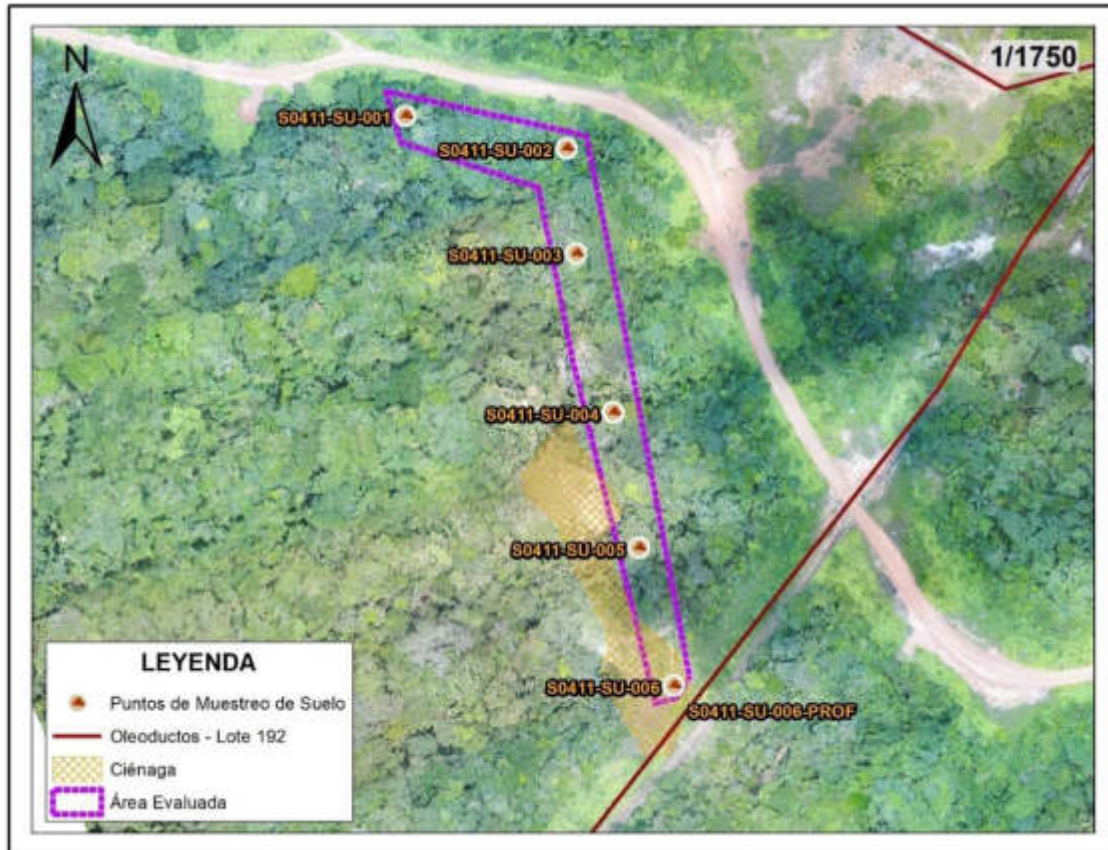 N
1/1750
S0411-SU-001
S0411-SU-002
S0411-SU-003
S0411-SU-004
S0411-SU-005
S0411-SU-006
S0411-SU-006-PROF
LEYENDA
Puntos de Muestreo de Suelo
Oleoductos - Lote 192
Ciénaga
Área Evaluada